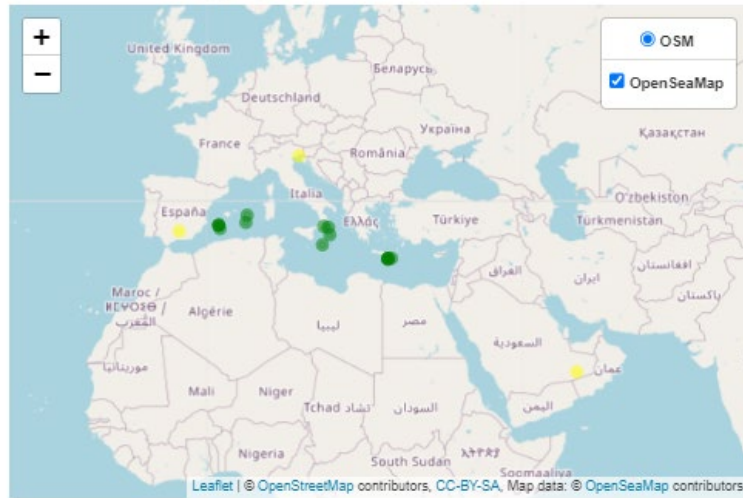 +
−
OSM
OpenSeaMap
United Kingdom
Беларусь
Deutschland
Україна
France
Қазақстан
România
Italia
O'zbekiston
España
Ελλάς
Türkiye
Türkmenistan
العراق
ایران
افغانستان
Maroc /
ⵍⵎⵖⵔⵉⴱ /
المغرب
Algérie
ليبيا
مصر
پاکستان
السعودية
موريتانيا
عمان
Mali
Niger
Tchad تشاد
السودان
اليمن
Nigeria
South Sudan
ኢትዮጵያ
Soomaaliya
Leaflet | © OpenStreetMap contributors, CC-BY-SA, Map data: © OpenSeaMap contributors